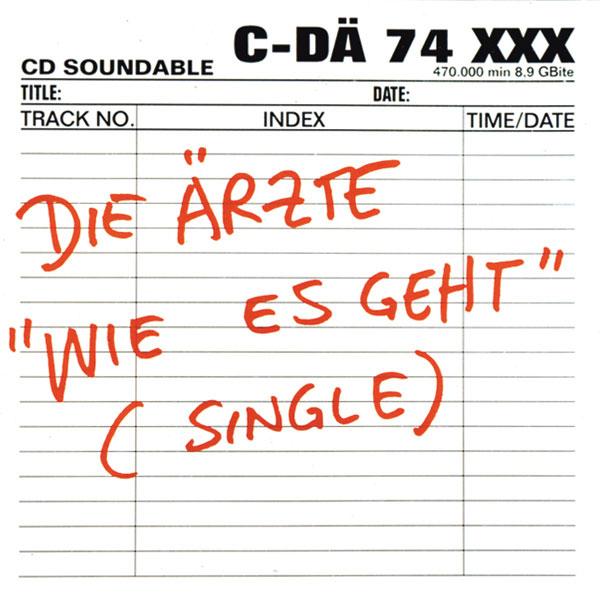 C-DÄ 74 XXX
CD SOUNDABLE
470.000 min 8.9 GBite
TITLE: DATE:
TRACK NO. INDEX TIME/DATE
DIE ÄRZTE
"WIE ES GEHT"
(SINGLE)